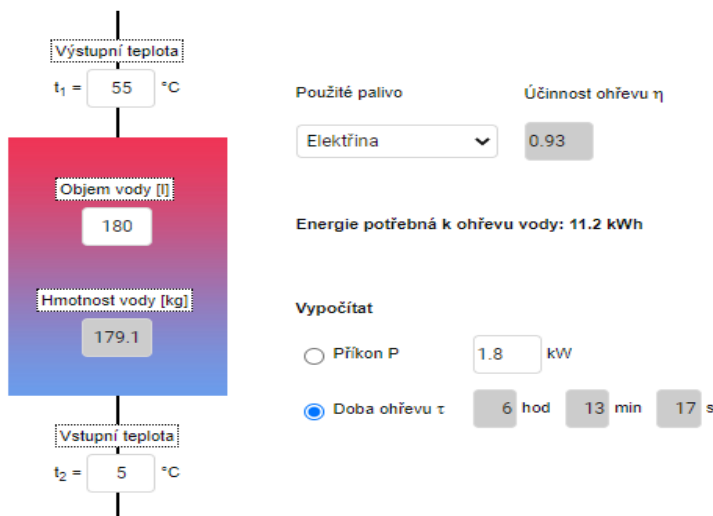 Výstupní teplota
t₁ = 55 °C
Objem vody [l]
180
Hmotnost vody [kg]
179.1
Vstupní teplota
t₂ = 5 °C
Použité palivo
Účinnost ohřevu η
Elektřina
0.93
Energie potřebná k ohřevu vody: 11.2 kWh
Vypočítat
Příkon P 1.8 kW
Doba ohřevu τ 6 hod 13 min 17 s